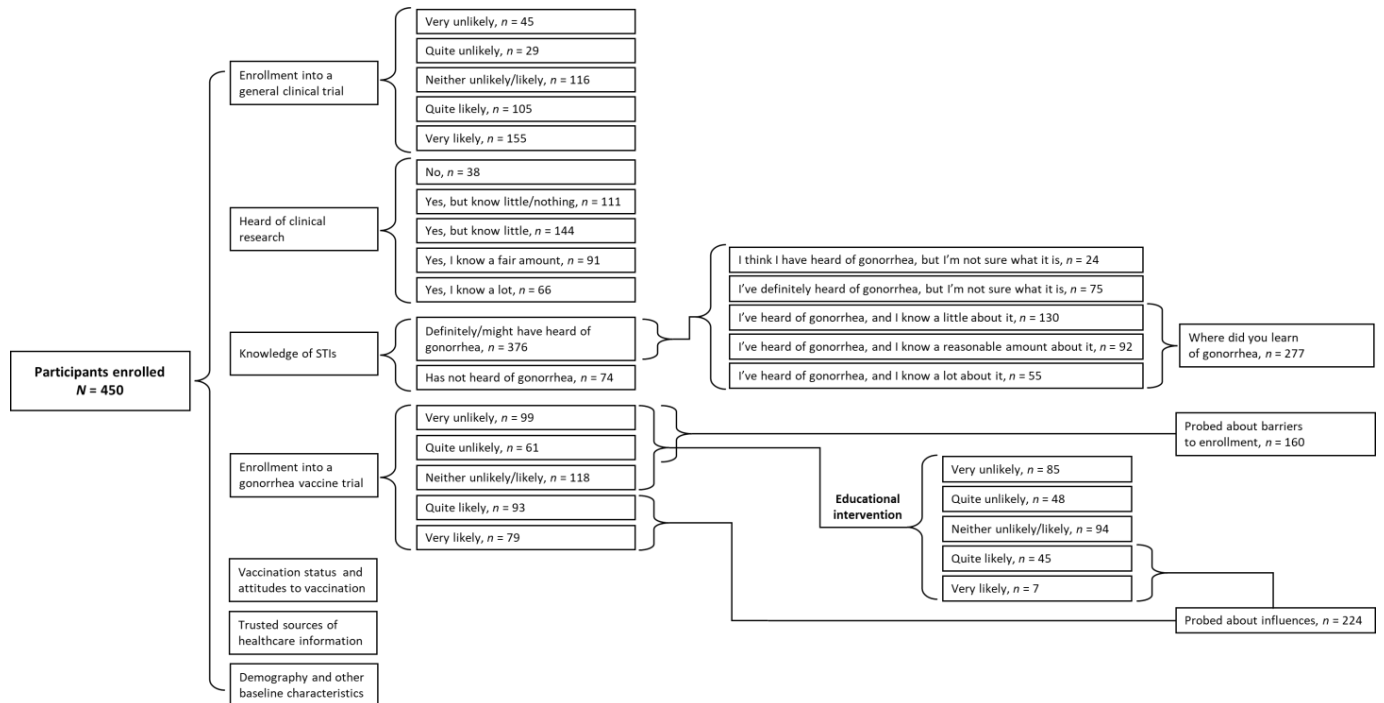 Participants enrolled
N = 450
Enrollment into a
general clinical trial
Very unlikely, n = 45
Quite unlikely, n = 29
Neither unlikely/likely, n = 116
Quite likely, n = 105
Very likely, n = 155
Heard of clinical
research
No, n = 38
Yes, but know little/nothing, n = 111
Yes, but know little, n = 144
Yes, I know a fair amount, n = 91
Yes, I know a lot, n = 66
Knowledge of STIs
Definitely/might have heard of
gonorrhea, n = 376
Has not heard of gonorrhea, n = 74
I think I have heard of gonorrhea, but I'm not sure what it is, n = 24
I've definitely heard of gonorrhea, but I'm not sure what it is, n = 75
I've heard of gonorrhea, and I know a little about it, n = 130
I've heard of gonorrhea, and I know a reasonable amount about it, n = 92
I've heard of gonorrhea, and I know a lot about it, n = 55
Where did you learn
of gonorrhea, n = 277
Enrollment into a
gonorrhea vaccine trial
Very unlikely, n = 99
Quite unlikely, n = 61
Neither unlikely/likely, n = 118
Quite likely, n = 93
Very likely, n = 79
Probed about barriers
to enrollment, n = 160
Educational
intervention
Very unlikely, n = 85
Quite unlikely, n = 48
Neither unlikely/likely, n = 94
Quite likely, n = 45
Very likely, n = 7
Probed about influences, n = 224
Vaccination status and
attitudes to vaccination
Trusted sources of
healthcare information
Demography and other
baseline characteristics